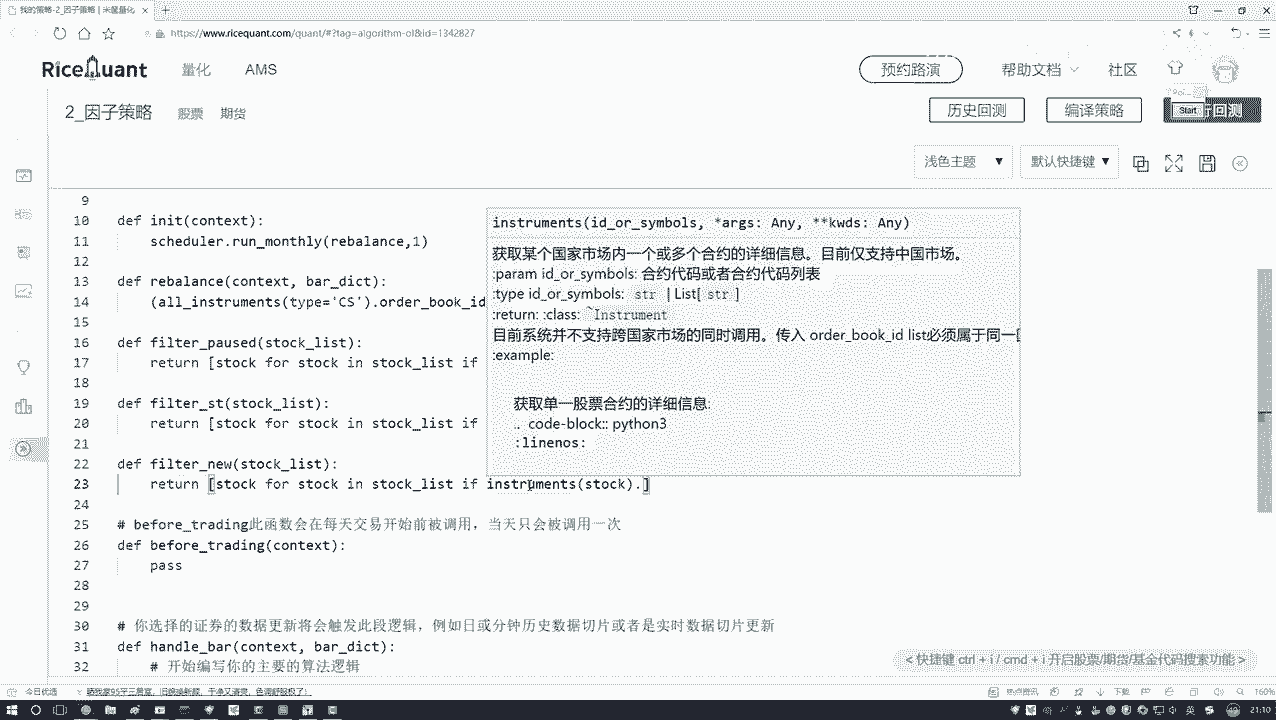 我的策略-2_因子策略 | 米筐量化
https://www.ricequant.com/quant/#?tag=algorithm-ol&id=1342827
RiceQuant 量化 AMS 预约路演 帮助文档 社区
2_因子策略 股票 期货 历史回测 编译策略 Start 回测
浅色主题 默认快捷键
9
10 def init(context):
11 scheduler.run_monthly(rebalance,1)
12
13 def rebalance(context, bar_dict):
14 (all_instruments(type='CS').order_book_id
15
16 def filter_paused(stock_list):
17 return [stock for stock in stock_list if
18
19 def filter_st(stock_list):
20 return [stock for stock in stock_list if
21
22 def filter_new(stock_list):
23 return [stock for stock in stock_list if instruments(stock).]
24
25 # before_trading此函数会在每天交易开始前被调用，当天只会被调用一次
26 def before_trading(context):
27 pass
28
29
30 # 你选择的证券的数据更新将会触发此段逻辑，例如日或分钟历史数据切片或者是实时数据切片更新
31 def handle_bar(context, bar_dict):
32 # 开始编写你的主要的算法逻辑
instruments(id_or_symbols, *args: Any, **kwds: Any)
获取某个国家市场内一个或多个合约的详细信息。目前仅支持中国市场。
:param id_or_symbols: 合约代码或者合约代码列表
:type id_or_symbols: str | List[ str ]
:return: :class: `Instrument
目前系统并不支持跨国家市场的同时调用。传入 order_book_id list必须属于同一
:example:
获取单一股票合约的详细信息:
.. code-block:: python3
:linenos:
< 快捷键 ctrl + i / cmd + i 开启股票/期货/基金代码搜索功能 >
今日优选
下载 160%
英 21:10